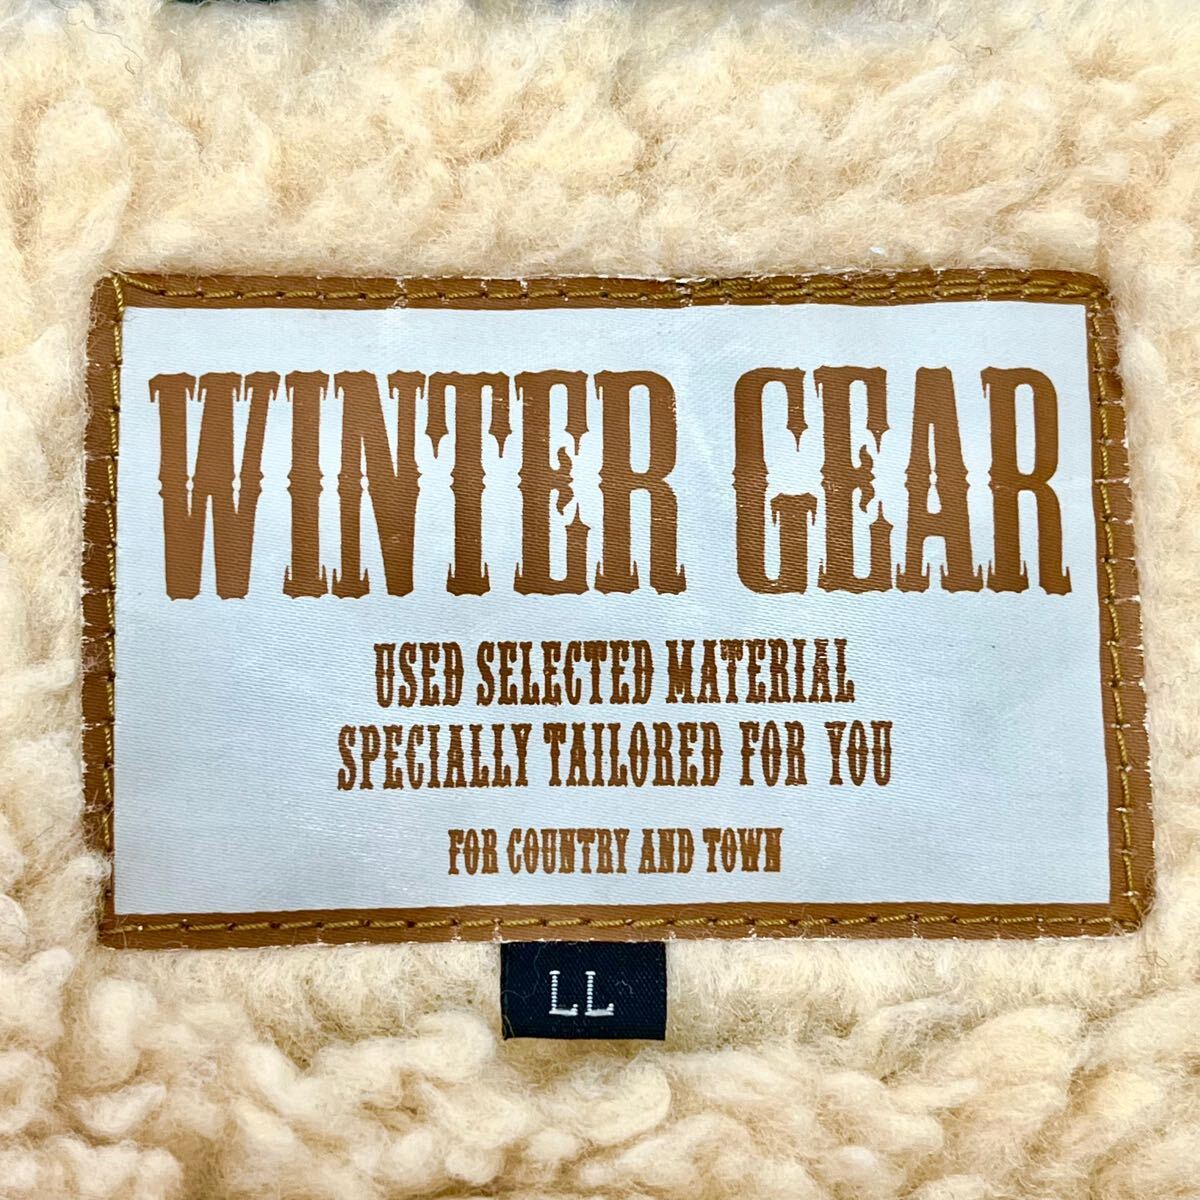 WINTER GEAR
USED SELECTED MATERIAL
SPECIALLY TAILORED FOR YOU
FOR COUNTRY AND TOWN
LL